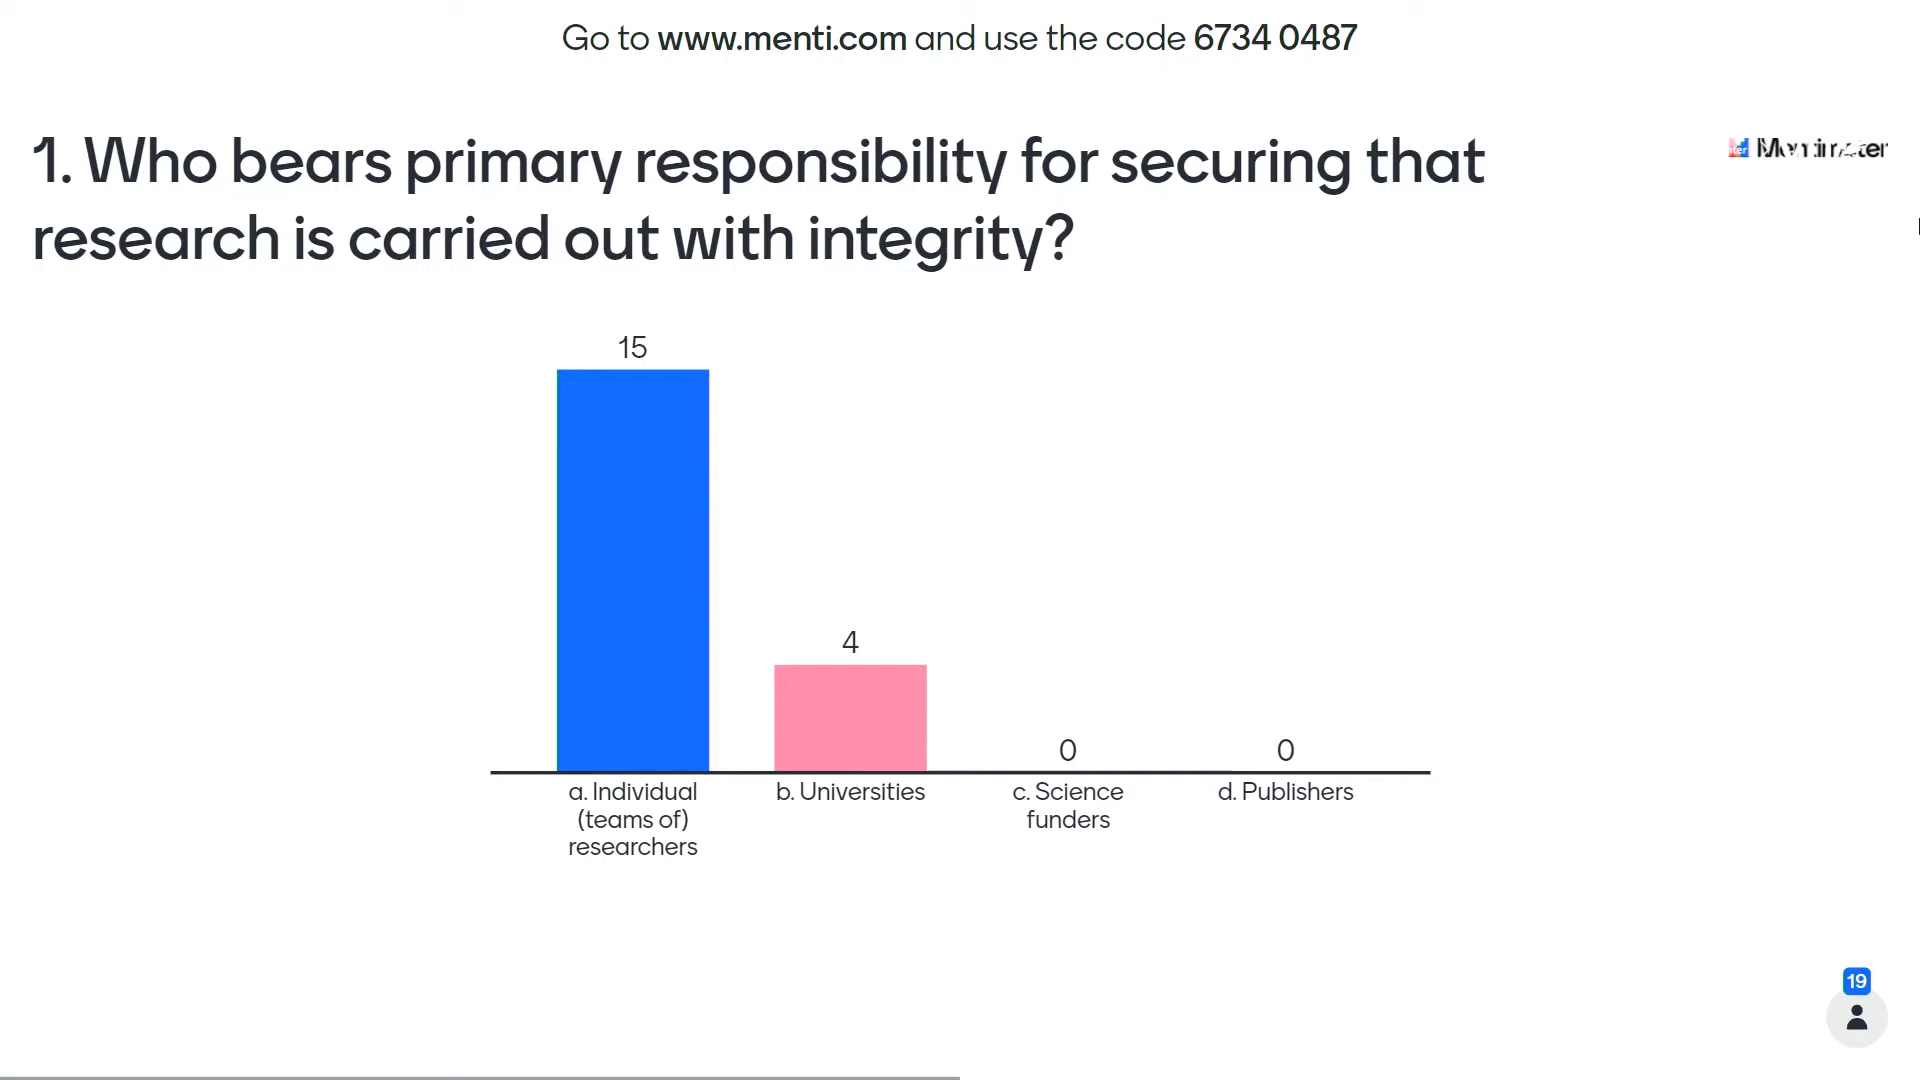 Go to www.menti.com and use the code 6734 0487
1. Who bears primary responsibility for securing that
research is carried out with integrity?
15
4
0
0
a. Individual
(teams of)
researchers
b. Universities
c. Science
funders
d. Publishers
19